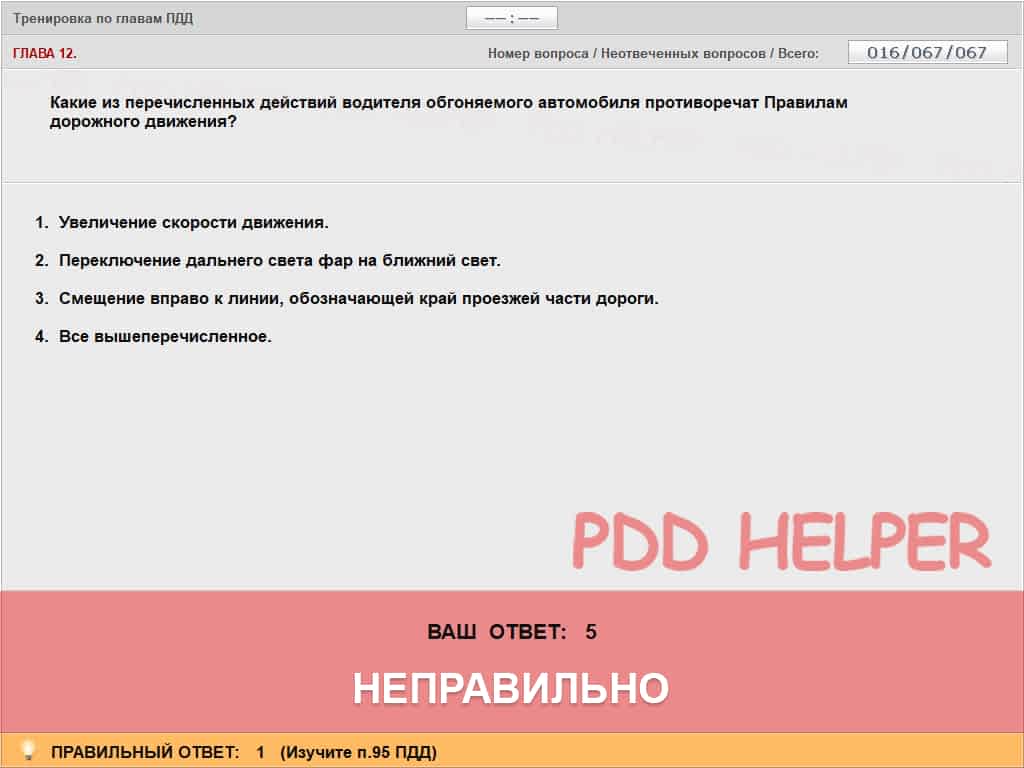 Тренировка по главам ПДД
—— : ——
ГЛАВА 12.
Номер вопроса / Неотвеченных вопросов / Всего: 016/067/067
Какие из перечисленных действий водителя обгоняемого автомобиля противоречат Правилам
дорожного движения?
1. Увеличение скорости движения.
2. Переключение дальнего света фар на ближний свет.
3. Смещение вправо к линии, обозначающей край проезжей части дороги.
4. Все вышеперечисленное.
PDD HELPER
ВАШ ОТВЕТ: 5
НЕПРАВИЛЬНО
ПРАВИЛЬНЫЙ ОТВЕТ: 1 (Изучите п.95 ПДД)